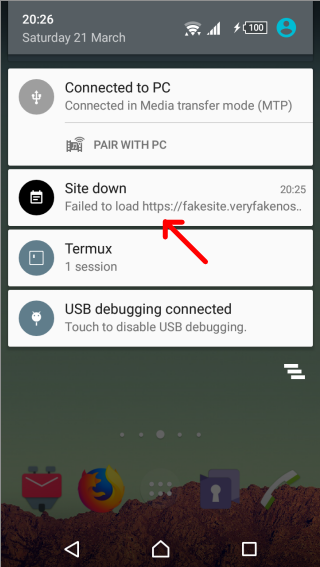 20:26
Saturday 21 March
100
Connected to PC
Connected in Media transfer mode (MTP)
PAIR WITH PC
Site down
20:25
Failed to load https://fakesite.veryfakenos..
Termux
1 session
USB debugging connected
Touch to disable USB debugging.